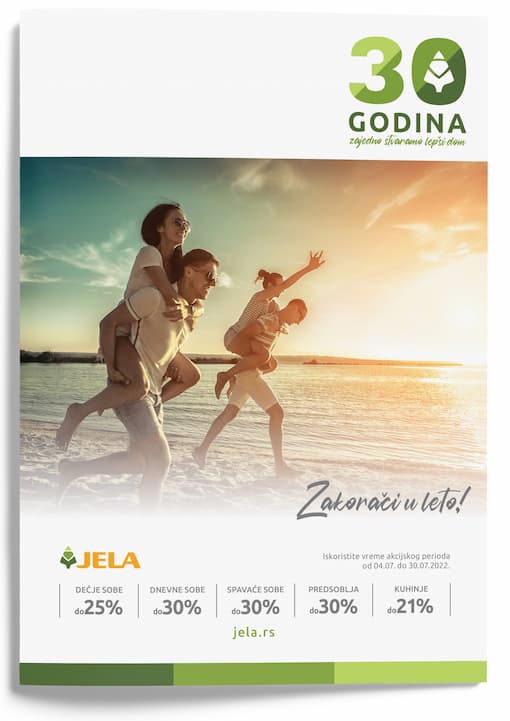 30
GODINA
zajedno stvaramo lepši dom
Zakorači u leto!
JELA
Iskoristite vreme akcijskog perioda
od 04.07. do 30.07.2022.
DEČJE SOBE
do25%
DNEVNE SOBE
do30%
SPAVAĆE SOBE
do30%
PREDSOBLJA
do30%
KUHINJE
do21%
jela.rs